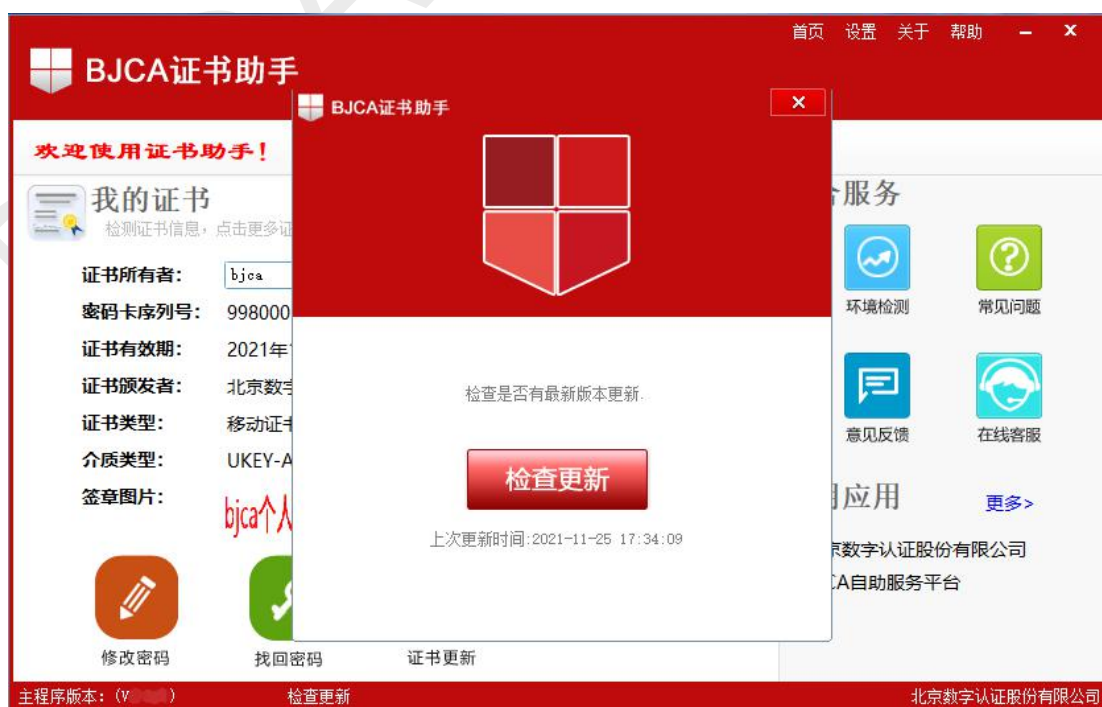 首页 设置 关于 帮助
BJCA证书助手
BJCA证书助手
欢迎使用证书助手!
我的证书
检测证书信息，点击更多证
服务
证书所有者： bjca
密码卡序列号： 998000
环境检测 常见问题
证书有效期： 2021年
证书颁发者： 北京数字
检查是否有最新版本更新.
证书类型： 移动证书
意见反馈 在线客服
介质类型： UKEY-A
检查更新
签章图片： bjca个人
应用 更多>
上次更新时间:2021-11-25 17:34:09
京数字认证股份有限公司
CA自助服务平台
修改密码 找回密码 证书更新
主程序版本：(V ) 检查更新 北京数字认证股份有限公司